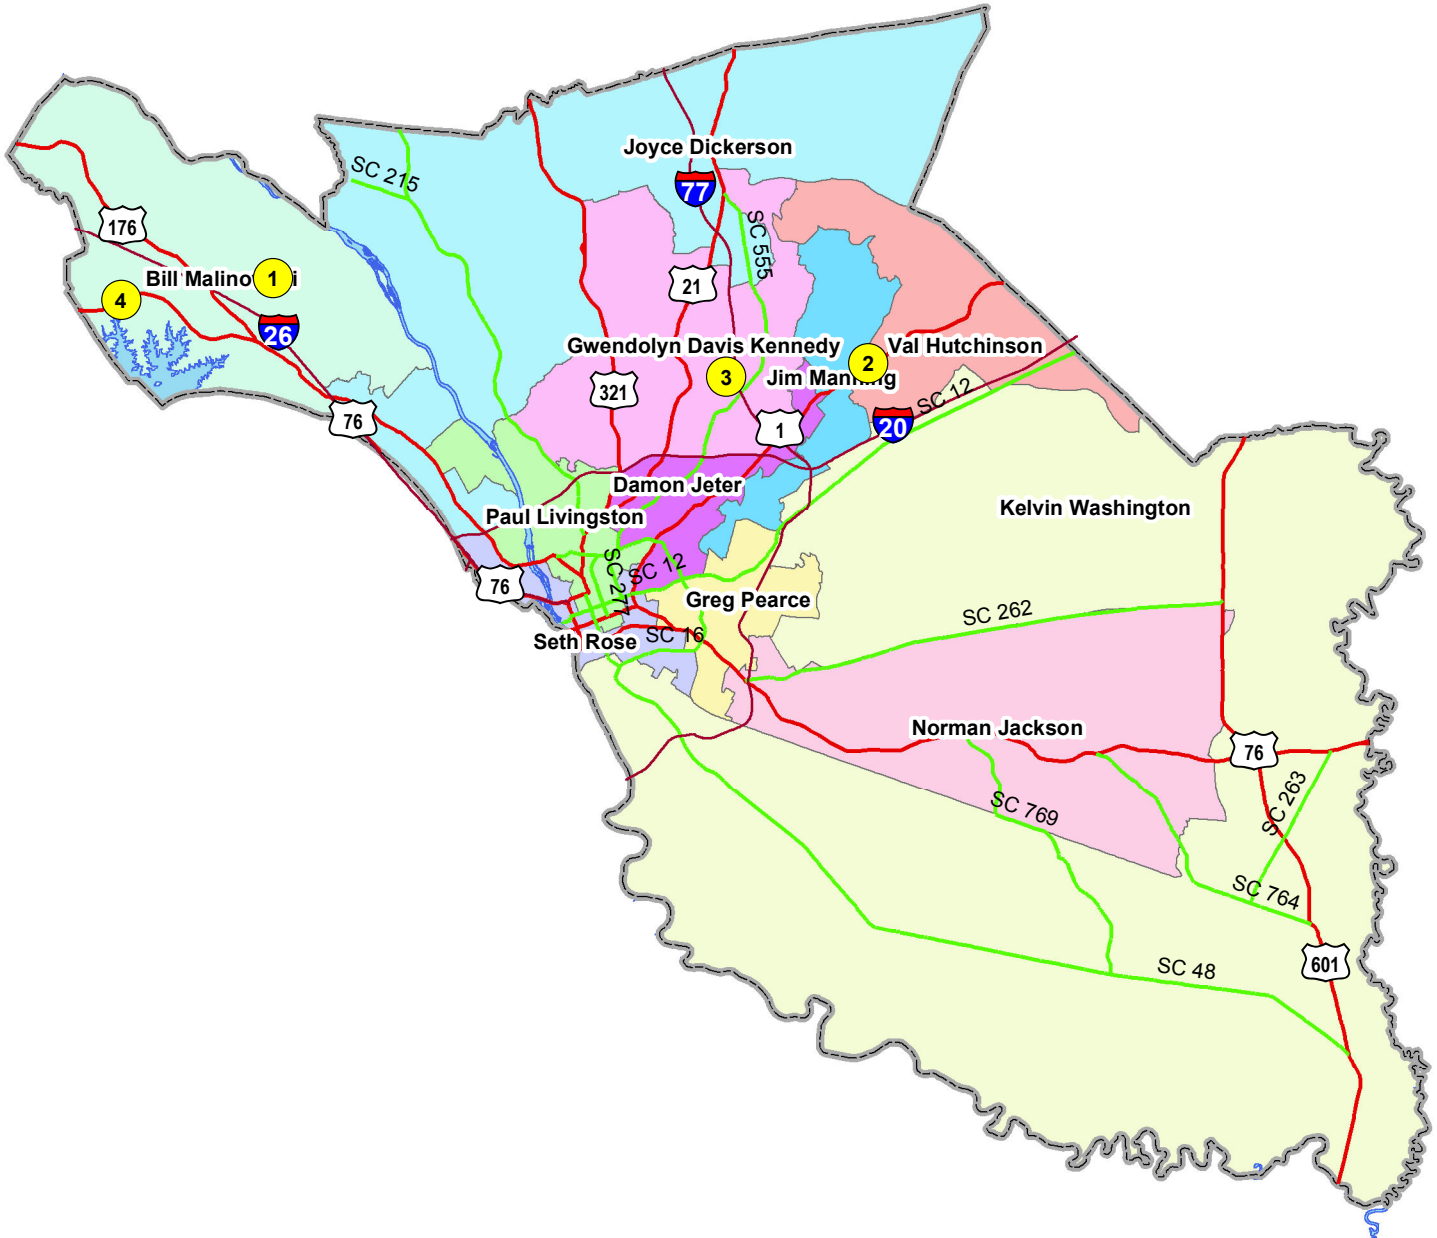 Joyce Dickerson
SC 215
77
176
SC 555
Bill Malino i
1
4
21
26
Gwendolyn Davis Kennedy
2
Val Hutchinson
3
Jim Manning
321
SC 12
76
1
20
Damon Jeter
Kelvin Washington
Paul Livingston
SC 277
SC 12
76
Greg Pearce
SC 262
Seth Rose
SC 16
Norman Jackson
76
SC 263
SC 769
SC 764
601
SC 48